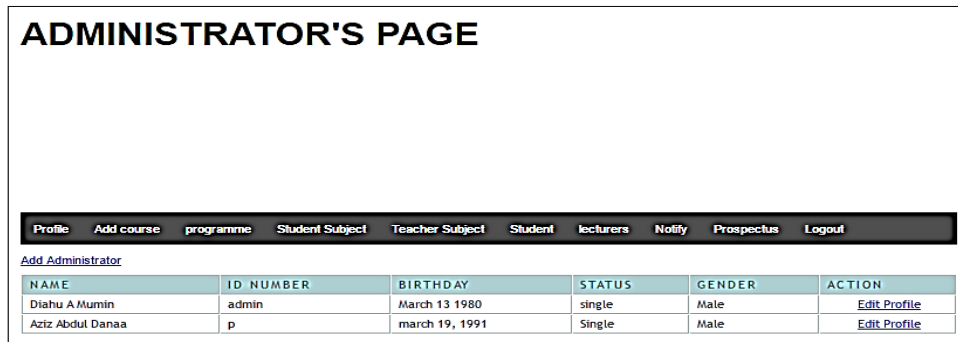 ADMINISTRATOR'S PAGE
Profile Add course programme Student Subject Teacher Subject Student lecturers Notify Prospectus Logout
Add Administrator
NAME ID NUMBER BIRTHDAY STATUS GENDER ACTION
Diahu A Mumin admin March 13 1980 single Male Edit Profile
Aziz Abdul Danaa p march 19, 1991 Single Male Edit Profile